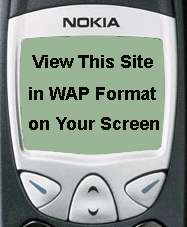 NOKIA
View This Site
in WAP Format
on Your Screen